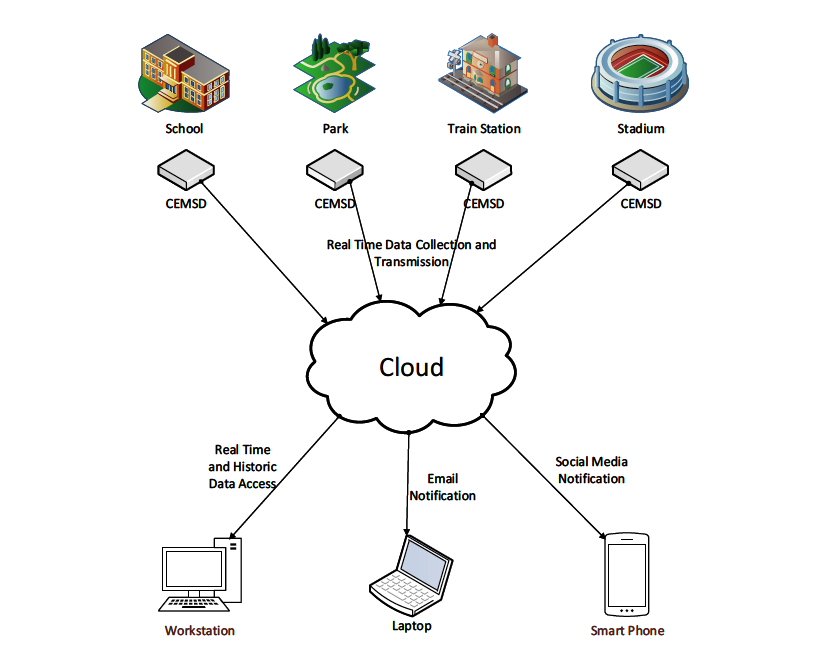 School
Park
Train Station
Stadium
CEMSD
CEMSD
CEMSD
CEMSD
Real Time Data Collection and
Transmission
Cloud
Real Time
and Historic
Data Access
Email
Notification
Social Media
Notification
Workstation
Laptop
Smart Phone